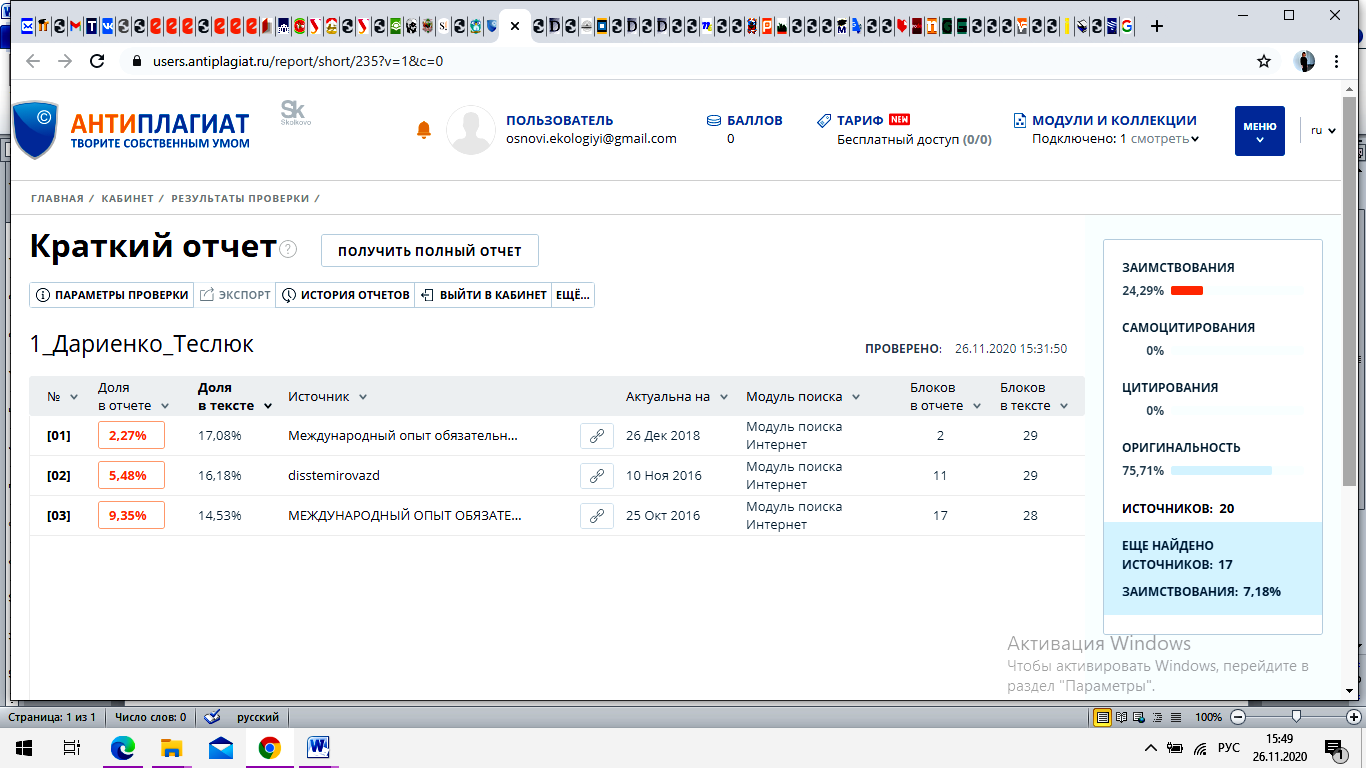 users.antiplagiat.ru/report/short/235?v=1&c=0
АНТИПЛАГИАТ
ТВОРИТЕ СОБСТВЕННЫМ УМОМ
Sk
Skolkovo
ПОЛЬЗОВАТЕЛЬ
osnovi.ekologiyi@gmail.com
БАЛЛОВ
0
ТАРИФ NEW
Бесплатный доступ (0/0)
МОДУЛИ И КОЛЛЕКЦИИ
Подключено: 1 смотреть
МЕНЮ
ru
ГЛАВНАЯ / КАБИНЕТ / РЕЗУЛЬТАТЫ ПРОВЕРКИ /
Краткий отчет ?
ПОЛУЧИТЬ ПОЛНЫЙ ОТЧЕТ
ПАРАМЕТРЫ ПРОВЕРКИ ЭКСПОРТ ИСТОРИЯ ОТЧЕТОВ ВЫЙТИ В КАБИНЕТ ЕЩЁ...
1_Дариенко_Теслюк
ПРОВЕРЕНО: 26.11.2020 15:31:50
№ Доля в отчете Доля в тексте Источник Актуальна на Модуль поиска Блоков в отчете Блоков в тексте
[01] 2,27% 17,08% Международный опыт обязательн... 26 Дек 2018 Модуль поиска Интернет 2 29
[02] 5,48% 16,18% disstemirovazd 10 Ноя 2016 Модуль поиска Интернет 11 29
[03] 9,35% 14,53% МЕЖДУНАРОДНЫЙ ОПЫТ ОБЯЗАТЕ... 25 Окт 2016 Модуль поиска Интернет 17 28
ЗАИМСТВОВАНИЯ
24,29%
САМОЦИТИРОВАНИЯ
0%
ЦИТИРОВАНИЯ
0%
ОРИГИНАЛЬНОСТЬ
75,71%
ИСТОЧНИКОВ: 20
ЕЩЕ НАЙДЕНО
ИСТОЧНИКОВ: 17
ЗАИМСТВОВАНИЯ: 7,18%
Активация Windows
Чтобы активировать Windows, перейдите в
раздел "Параметры".
Страница: 1 из 1 Число слов: 0 русский 100%
РУС
15:49
26.11.2020
1